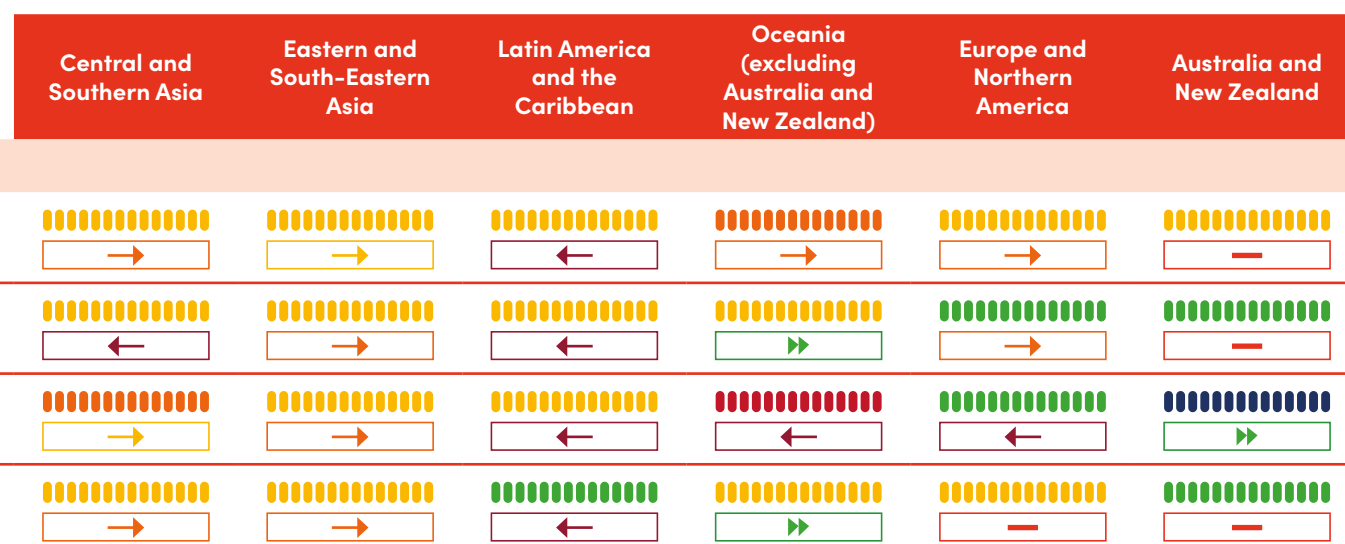 Central and
Southern Asia
Eastern and
South-Eastern
Asia
Latin America
and the
Caribbean
Oceania
(excluding
Australia and
New Zealand)
Europe and
Northern
America
Australia and
New Zealand